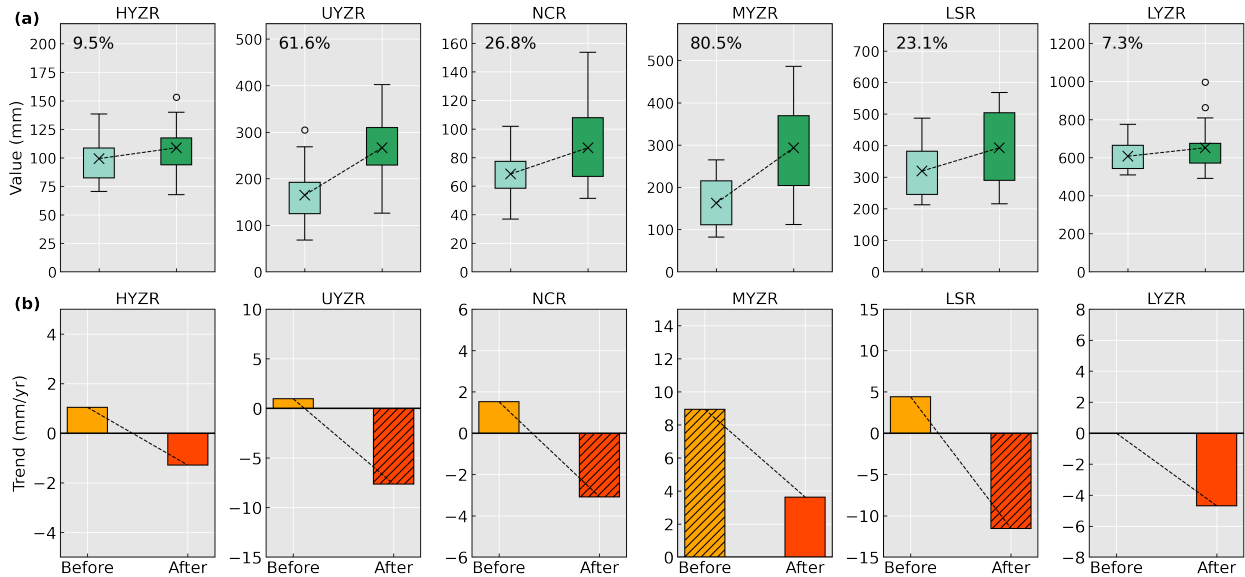 (a)
HYZR UYZR NCR MYZR LSR LYZR
Value (mm)
9.5% 61.6% 26.8% 80.5% 23.1% 7.3%
200 175 150 125 100 75 50 25 0
500 400 300 200 100 0
160 140 120 100 80 60 40 20 0
500 400 300 200 100 0
700 600 500 400 300 200 100 0
1200 1000 800 600 400 200 0
(b)
HYZR UYZR NCR MYZR LSR LYZR
Trend (mm/yr)
4 2 0 −2 −4
10 5 0 −5 −10 −15
6 4 2 0 −2 −4 −6
14 12 10 8 6 4 2 0
15 10 5 0 −5 −10 −15
8 6 4 2 0 −2 −4 −6 −8
Before After Before After Before After Before After Before After Before After